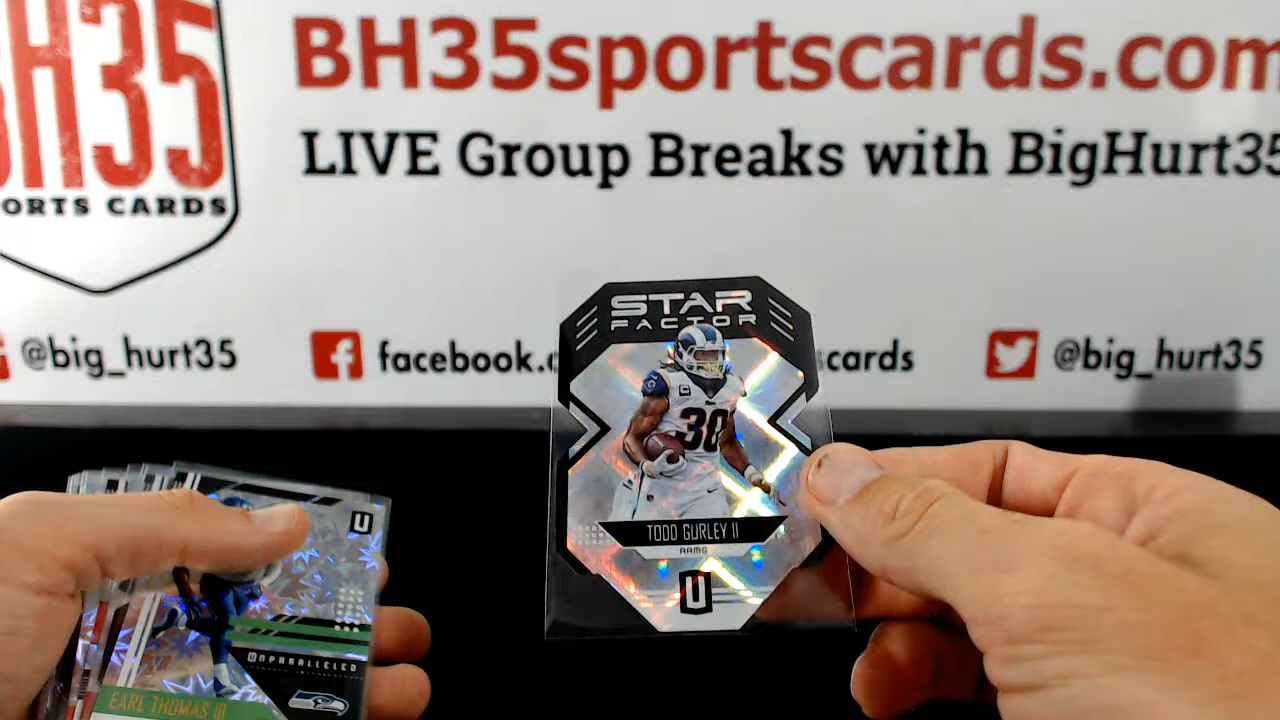 BH35
ORTS CARDS
BH35sportscards.com
LIVE Group Breaks with BigHurt35
@big_hurt35
f
facebook.c
cards
@big_hurt35
STAR
FACTOR
C
30
TODD GURLEY II
RAMS
U
U
UNPARALLELED
EARL THOMAS III